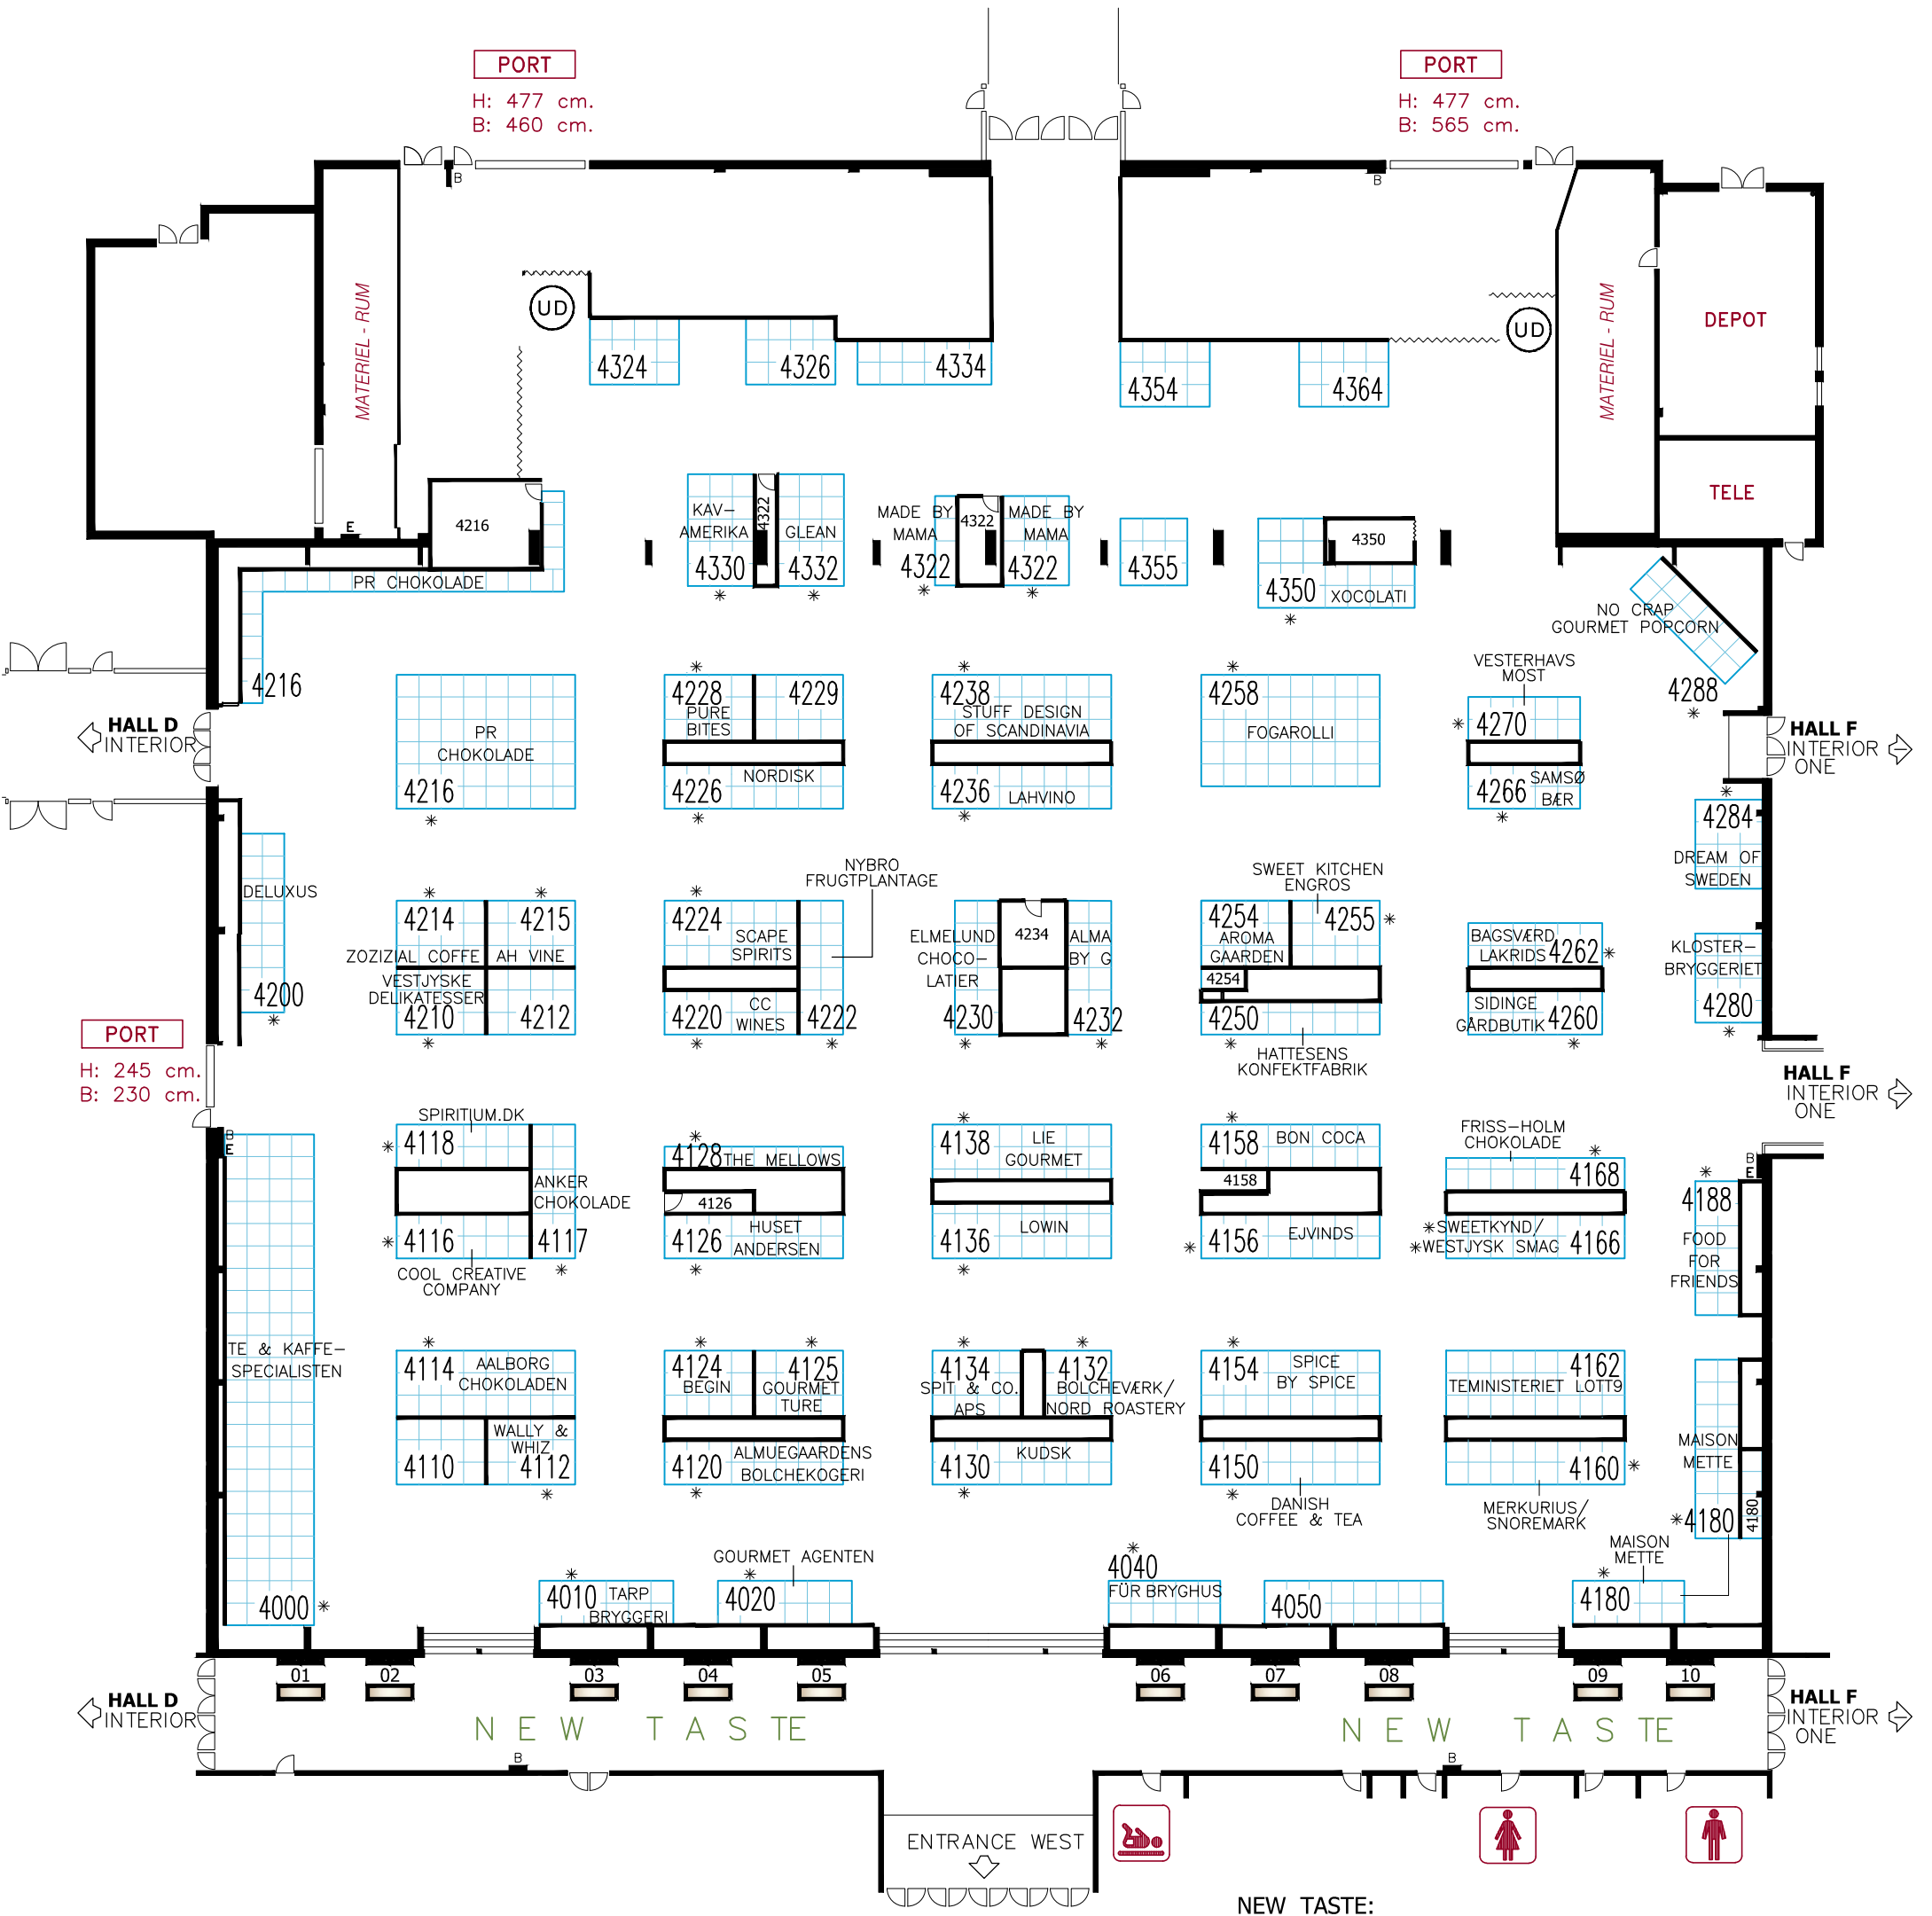 PORT
H: 477 cm.
B: 460 cm.
PORT
H: 477 cm.
B: 565 cm.
B
B
MATERIEL - RUM
UD
UD
MATERIEL - RUM
DEPOT
TELE
4324
4326
4334
4354
4364
E
4216
PR CHOKOLADE
4216
KAV-
AMERIKA
4330
*
4322
GLEAN
4332
*
MADE BY
MAMA
4322
*
4322
MADE BY
MAMA
4322
*
4355
4350
4350
XOCOLATI
*
NO CRAP
GOURMET POPCORN
4288
*
HALL D
INTERIOR
PR
CHOKOLADE
4216
*
*
4228
PURE
BITES
4229
NORDISK
4226
*
*
4238
STUFF DESIGN
OF SCANDINAVIA
4236
LAHVINO
*
*
4258
FOGAROLLI
VESTERHAVS
MOST
*
4270
SAMSØ
4266
BÆR
*
HALL F
INTERIOR
ONE
*
4284
DREAM OF
SWEDEN
DELUXUS
4200
*
*
4214
ZOZIZIAL COFFE
*
4215
AH VINE
VESTJYSKE
DELIKATESSER
4210
*
4212
*
4224
SCAPE
SPIRITS
NYBRO
FRUGTPLANTAGE
CC
WINES
4220
*
4222
*
ELMELUND
CHOCO-
LATIER
4230
*
4234
ALMA
BY G
4232
*
SWEET KITCHEN
ENGROS
4254
AROMA
GAARDEN
4255
*
4254
4250
*
HATTESENS
KONFEKTFABRIK
BAGSVÆRD
LAKRIDS
4262
*
SIDINGE
GÅRDBUTIK
4260
*
KLOSTER-
BRYGGERIET
4280
*
PORT
H: 245 cm.
B: 230 cm.
HALL F
INTERIOR
ONE
B
E
SPIRITIUM.DK
*
4118
ANKER
CHOKOLADE
*
4116
4117
*
COOL CREATIVE
COMPANY
*
4128
THE MELLOWS
4126
HUSET
ANDERSEN
4126
*
*
4138
LIE
GOURMET
LOWIN
4136
*
*
4158
BON COCA
4158
*
4156
EJVINDS
FRISS-HOLM
CHOKOLADE
*
4168
*SWEETKYND/
*WESTJYSK SMAG
4166
B
E
*
4188
FOOD
FOR
FRIENDS
TE & KAFFE-
SPECIALISTEN
4000
*
*
4114
AALBORG
CHOKOLADEN
4110
WALLY &
WHIZ
4112
*
*
4124
BEGIN
*
4125
GOURMET
TURE
4120
ALMUEGAARDENS
BOLCHEKOGERI
*
*
4134
SPIT & CO.
APS
*
4132
BOLCHEVÆRK/
NORD ROASTERY
4130
KUDSK
*
*
4154
SPICE
BY SPICE
4150
*
DANISH
COFFEE & TEA
4162
TEMINISTERIET LOTT9
4160
*
MERKURIUS/
SNOREMARK
MAISON
METTE
*4180
4180
*
4010
TARP
BRYGGERI
GOURMET AGENTEN
*
4020
*
4040
FÜR BRYGHUS
4050
MAISON
METTE
*
4180
01
02
03
04
05
06
07
08
09
10
HALL D
INTERIOR
NEW TASTE
NEW TASTE
HALL F
INTERIOR
ONE
B
B
ENTRANCE WEST
NEW TASTE: